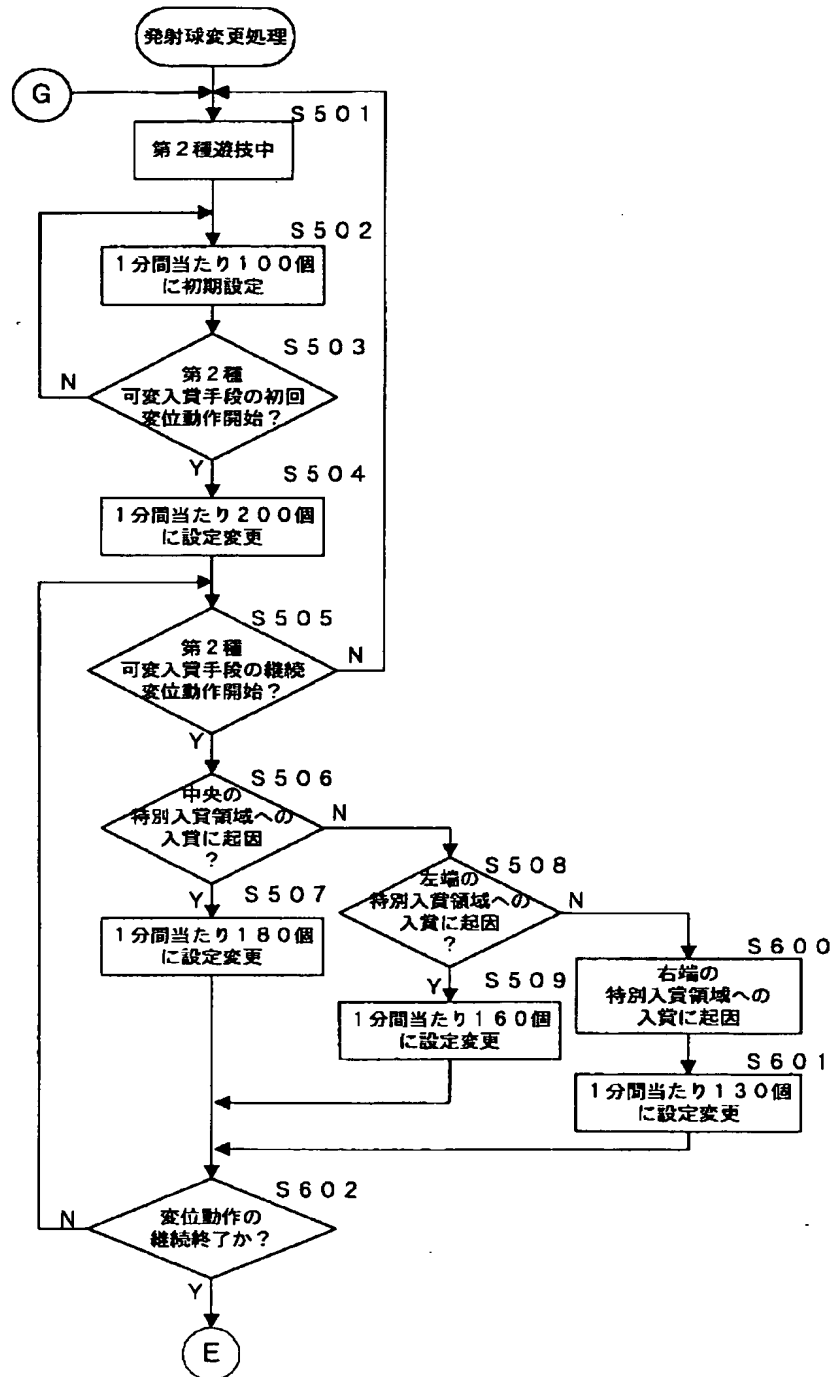 発射球変更処理
G
S501
第2種遊技中
S502
1分間当たり100個
に初期設定
S503
第2種
可変入賞手段の初回
変位動作開始?
N
Y
S504
1分間当たり200個
に設定変更
S505
第2種
可変入賞手段の継続
変位動作開始?
N
Y
S506
中央の
特別入賞領域への
入賞に起因
?
N
Y
S507
1分間当たり180個
に設定変更
S508
左端の
特別入賞領域への
入賞に起因
?
N
Y
S509
1分間当たり160個
に設定変更
S600
右端の
特別入賞領域への
入賞に起因
S601
1分間当たり130個
に設定変更
S602
変位動作の
継続終了か?
N
Y
E